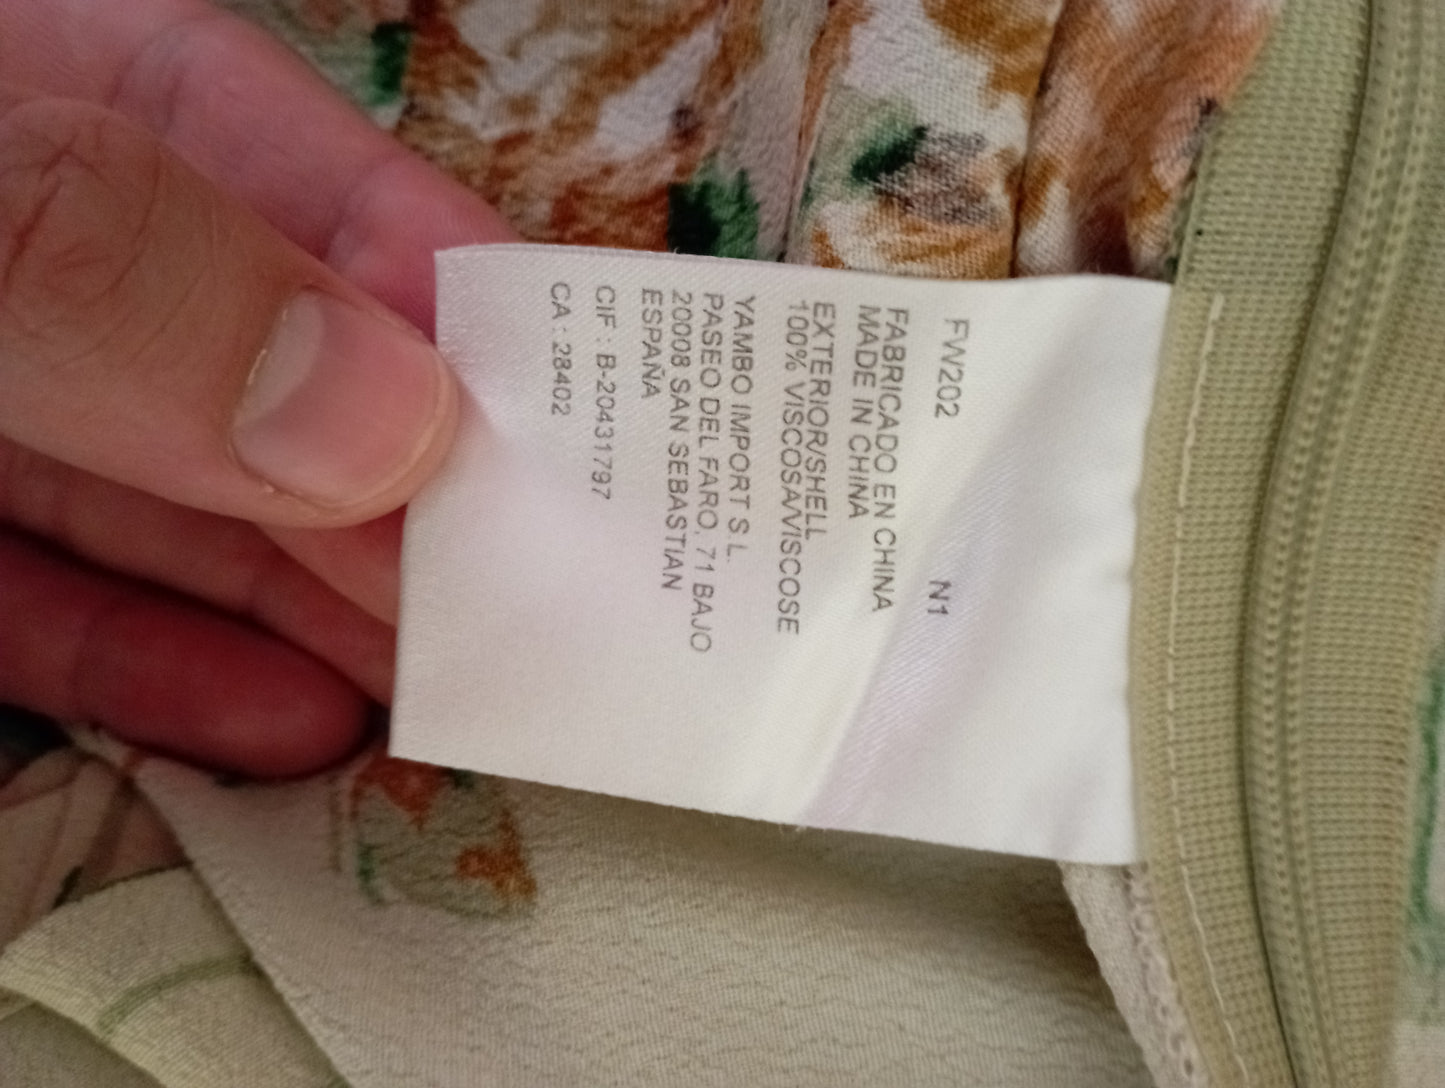 FW202 N1
FABRICADO EN CHINA
MADE IN CHINA
EXTERIOR/SHELL
100% VISCOSA/VISCOSE
YAMBO IMPORT S L.
PASEO DEL FARO, 71 BAJO
20008 SAN SEBASTIAN
ESPAÑA
CIF : B-20431797
CA : 28402